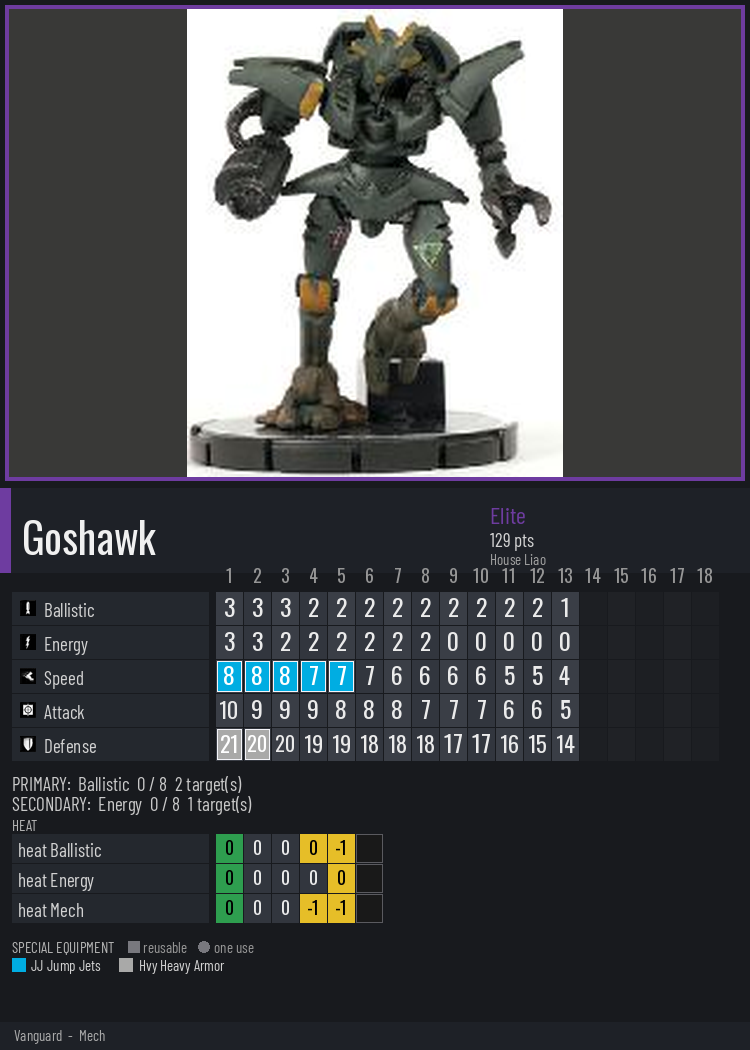 Goshawk
Elite
129 pts
House Liao
1 2 3 4 5 6 7 8 9 10 11 12 13 14 15 16 17 18
Ballistic 3 3 3 2 2 2 2 2 2 2 2 2 1
Energy 3 3 2 2 2 2 2 2 0 0 0 0 0
Speed 8 8 8 7 7 7 6 6 6 6 5 5 4
Attack 10 9 9 9 8 8 8 7 7 7 6 6 5
Defense 21 20 20 19 19 18 18 18 17 17 16 15 14
PRIMARY: Ballistic 0 / 8 2 target(s)
SECONDARY: Energy 0 / 8 1 target(s)
HEAT
heat Ballistic 0 0 0 0 -1
heat Energy 0 0 0 0 0
heat Mech 0 0 0 -1 -1
SPECIAL EQUIPMENT reusable one use
JJ Jump Jets Hvy Heavy Armor
Vanguard - Mech